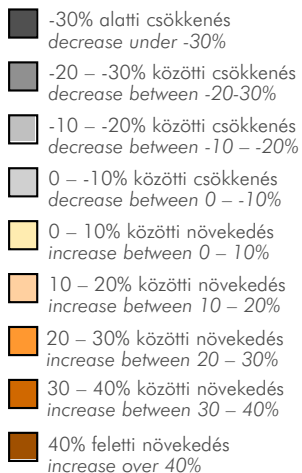 -30% alatti csökkenés
decrease under -30%
-20 – -30% közötti csökkenés
decrease between -20-30%
-10 – -20% közötti csökkenés
decrease between -10 – -20%
0 – -10% közötti csökkenés
decrease between 0 – -10%
0 – 10% közötti növekedés
increase between 0 – 10%
10 – 20% közötti növekedés
increase between 10 – 20%
20 – 30% közötti növekedés
increase between 20 – 30%
30 – 40% közötti növekedés
increase between 30 – 40%
40% feletti növekedés
increase over 40%